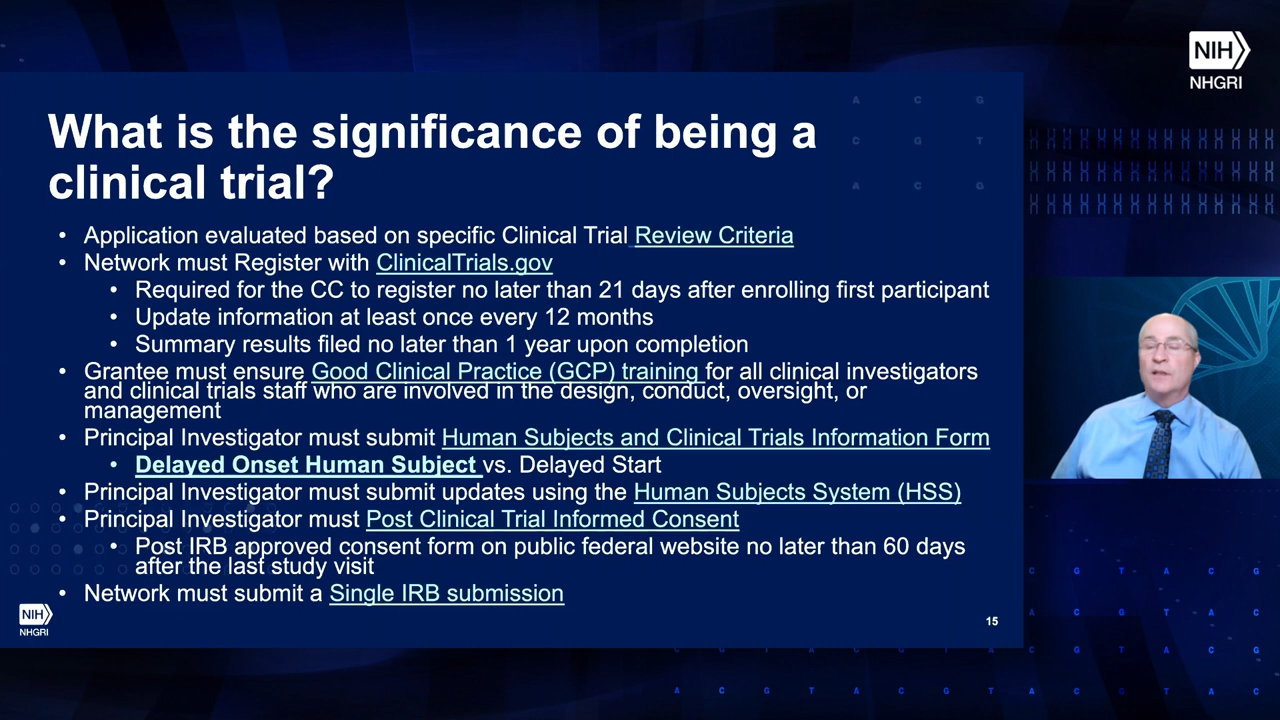 NIH
NHGRI
What is the significance of being a
clinical trial?
• Application evaluated based on specific Clinical Trial Review Criteria
• Network must Register with ClinicalTrials.gov
• Required for the CC to register no later than 21 days after enrolling first participant
• Update information at least once every 12 months
• Summary results filed no later than 1 year upon completion
• Grantee must ensure Good Clinical Practice (GCP) training for all clinical investigators
and clinical trials staff who are involved in the design, conduct, oversight, or
management
• Principal Investigator must submit Human Subjects and Clinical Trials Information Form
• Delayed Onset Human Subject vs. Delayed Start
• Principal Investigator must submit updates using the Human Subjects System (HSS)
• Principal Investigator must Post Clinical Trial Informed Consent
• Post IRB approved consent form on public federal website no later than 60 days
after the last study visit
• Network must submit a Single IRB submission
NIH
NHGRI
15
A C G
C G T
A C G
C G T A C G
A C G T A C
C G T A C G T A C G
A C G T A C G T A C G T A C